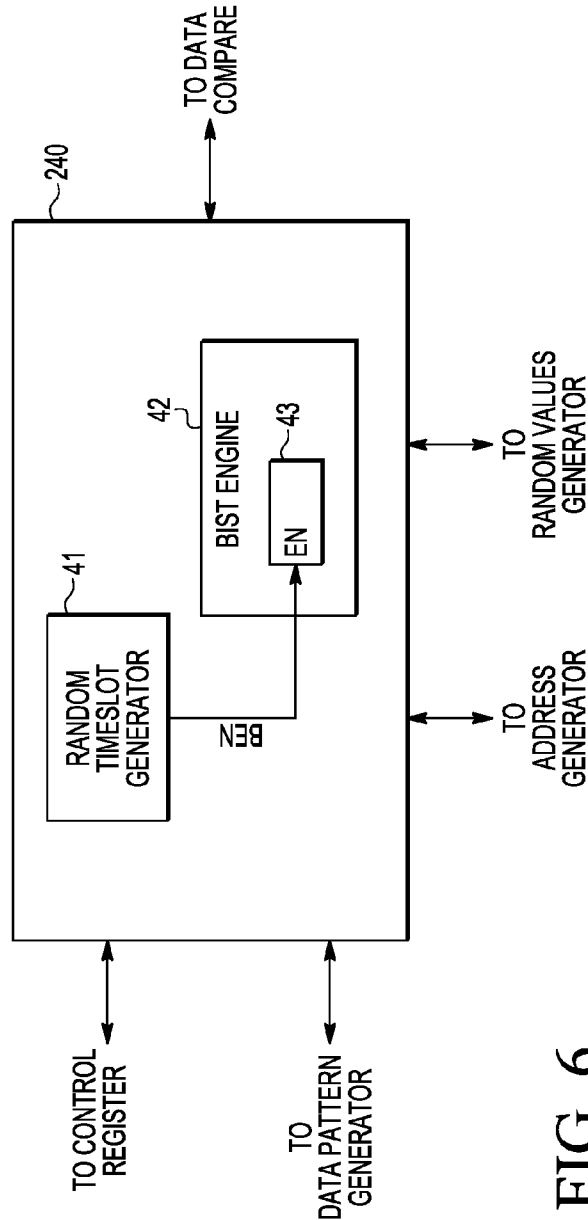 240
TO CONTROL
REGISTER
41
RANDOM
TIMESLOT
GENERATOR
BEN
42
BIST ENGINE
43
EN
TO DATA
COMPARE
TO
DATA PATTERN
GENERATOR
TO
ADDRESS
GENERATOR
TO
RANDOM VALUES
GENERATOR
FIG. 6